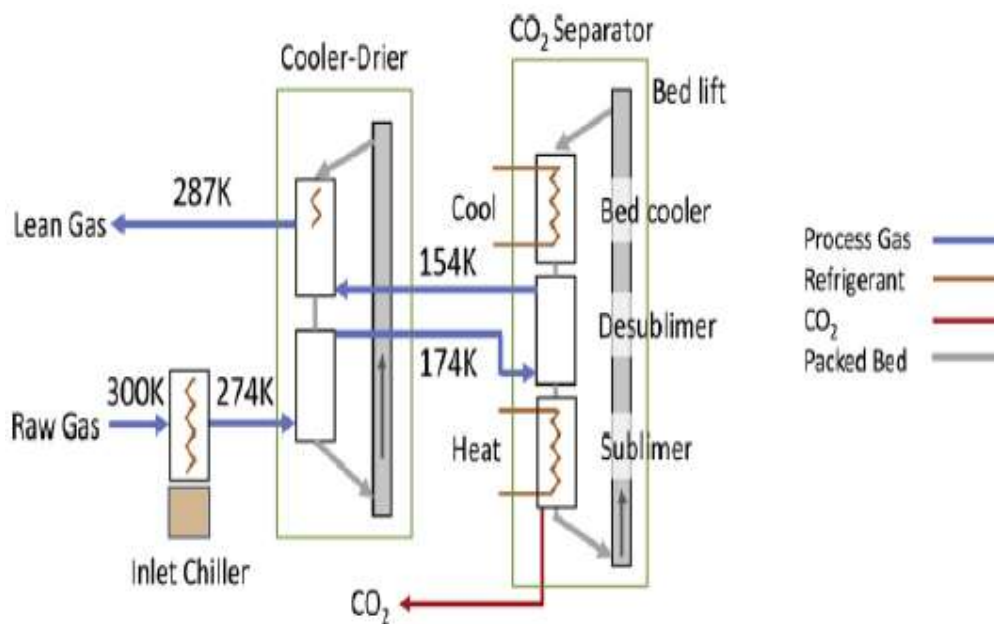 CO₂ Separator
Cooler-Drier
Bed lift
287K
Lean Gas
Cool
Bed cooler
154K
Desublimer
174K
300K
274K
Raw Gas
Heat
Sublimer
Inlet Chiller
CO₂
Process Gas
Refrigerant
CO₂
Packed Bed